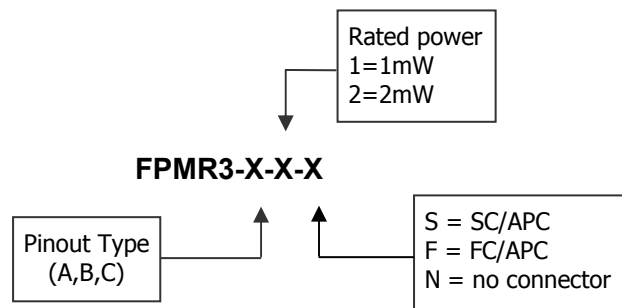 Rated power
1=1mW
2=2mW
FPMR3-X-X-X
Pinout Type
(A,B,C)
S = SC/APC
F = FC/APC
N = no connector